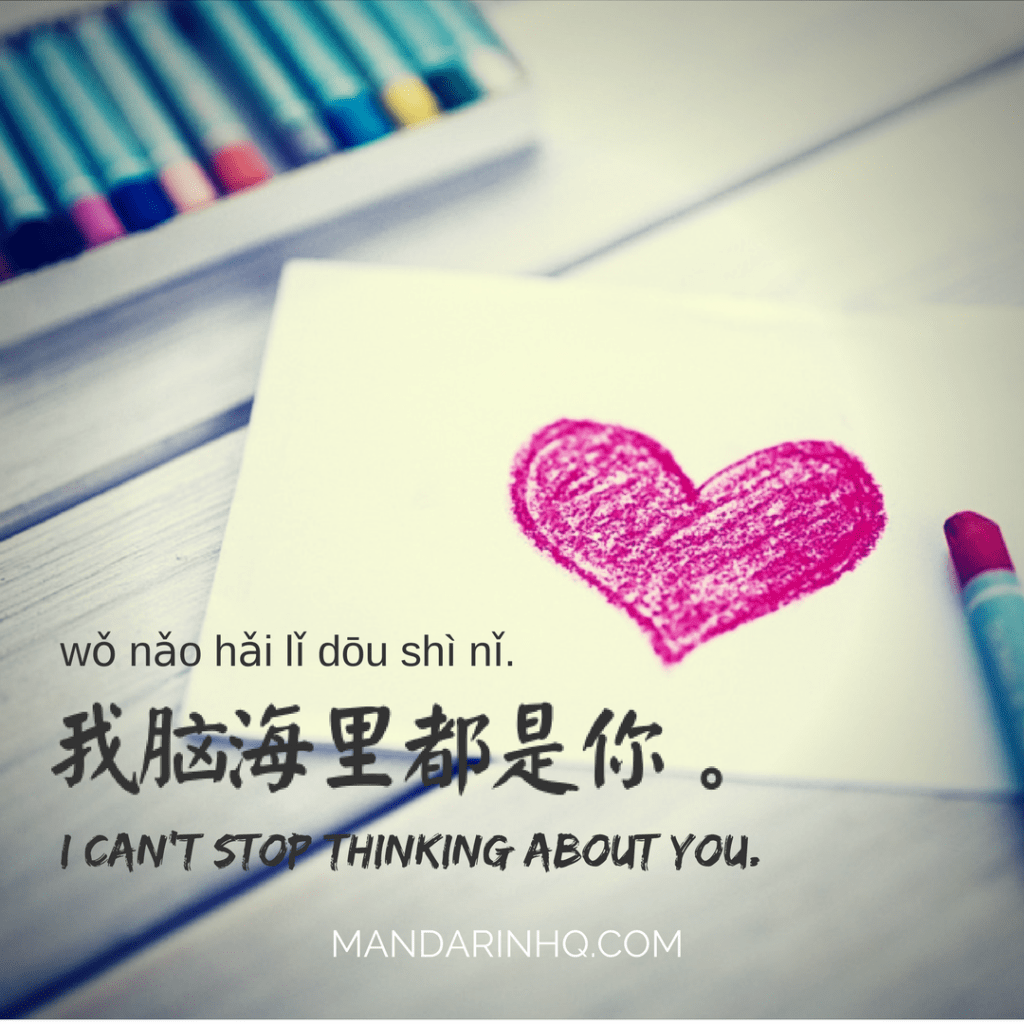 wǒ nǎo hǎi lǐ dōu shì nǐ.
我脑海里都是你。
I CAN'T STOP THINKING ABOUT YOU.
MANDARINHQ.COM